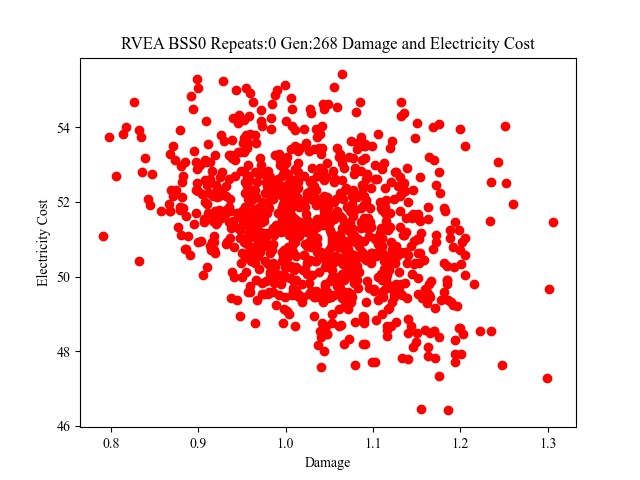 RVEA BSS0 Repeats:0 Gen:268 Damage and Electricity Cost
Electricity Cost
54
52
50
48
46
0.8 0.9 1.0 1.1 1.2 1.3
Damage